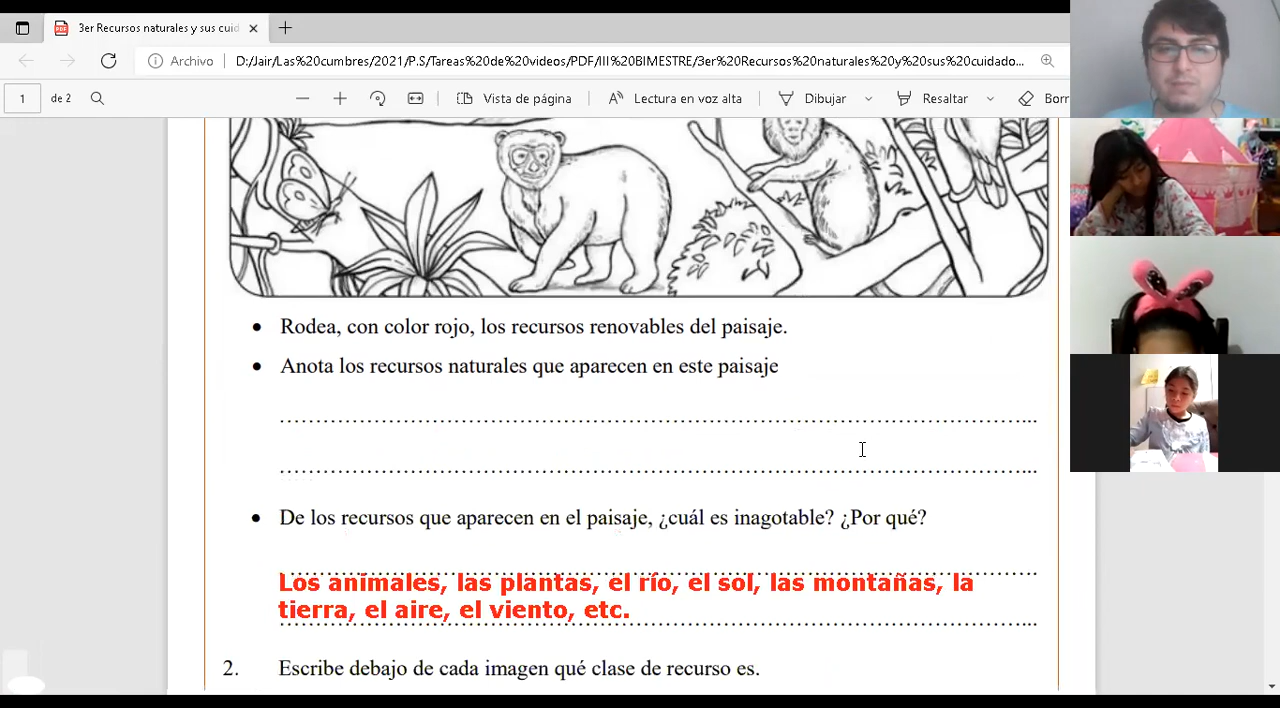 3er Recursos naturales y sus cuid
Archivo
D:/Jair/Las%20cumbres/2021/P.S/Tareas%20de%20videos/PDF/III%20BIMESTRE/3er%20Recursos%20naturales%20y%20sus%20cuidado...
1 de 2
Vista de página
Lectura en voz alta
Dibujar
Resaltar
Borr
• Rodea, con color rojo, los recursos renovables del paisaje.
• Anota los recursos naturales que aparecen en este paisaje
• De los recursos que aparecen en el paisaje, ¿cuál es inagotable? ¿Por qué?
Los animales, las plantas, el río, el sol, las montañas, la
tierra, el aire, el viento, etc.
2. Escribe debajo de cada imagen qué clase de recurso es.